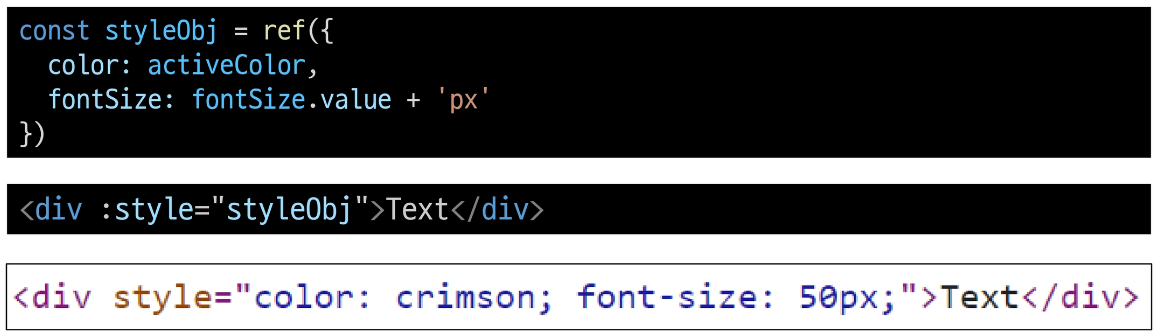 const styleObj = ref({
  color: activeColor,
  fontSize: fontSize.value + 'px'
})
<div :style="styleObj">Text</div>
<div style="color: crimson; font-size: 50px;">Text</div>